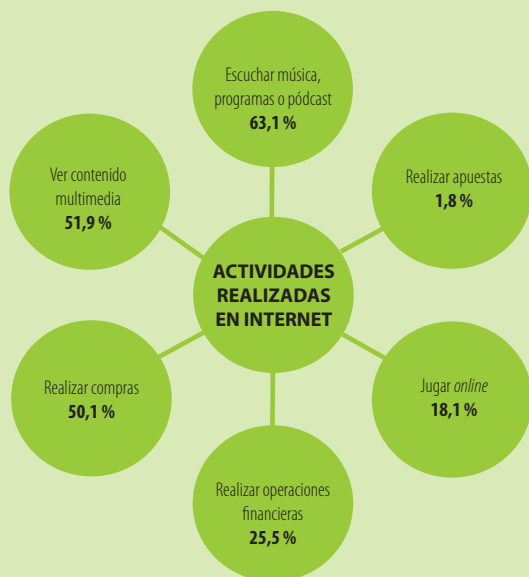 Escuchar música,
programas o pódcast
63,1 %
Ver contenido
multimedia
51,9 %
Realizar apuestas
1,8 %
ACTIVIDADES
REALIZADAS
EN INTERNET
Realizar compras
50,1 %
Jugar online
18,1 %
Realizar operaciones
financieras
25,5 %